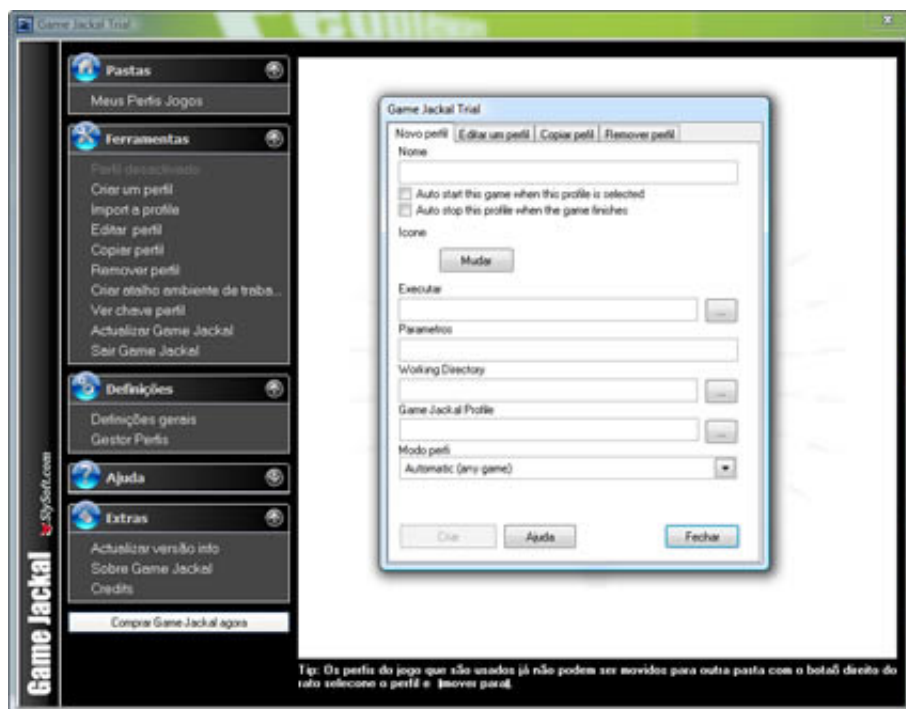 Game Jackal Trial
Pastas
Meus Perfis Jogos
Ferramentas
Perfil desactivado
Criar um perfil
Import a profile
Editar perfil
Copiar perfil
Remover perfil
Criar atalho ambiente de traba...
Ver chave perfil
Actualizar Game Jackal
Sair Game Jackal
Definições
Definições gerais
Gestor Perfis
Ajuda
Extras
Actualizar versão info
Sobre Game Jackal
Credits
Comprar Game Jackal agora
Game Jackal by SlySoft.com
Game Jackal Trial
Novo perfil Editar um perfil Copiar perfil Remover perfil
Nome
Auto start this game when this profile is selected
Auto stop this profile when the game finishes
Icone
Mudar
Executar
...
Parametros
Working Directory
...
Game Jackal Profile
...
Modo perfi
Automatic (any game)
Criar Ajuda Fechar
Tip: Os perfis do jogo que são usados já não podem ser movidos para outra pasta com o botaõ direito do
rato selecone o perfil e [mover para].